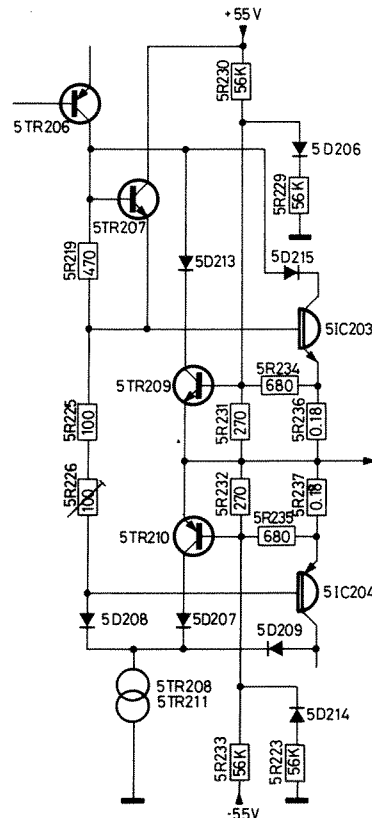 +55V
5R230
56K
5TR206
5D206
5R229
56K
5TR207
5R219
470
5D213
5D215
5IC203
5TR209
5R234
680
5R231
270
5R236
0.18
5R225
100
5R226
100
5R232
270
5R237
0.18
5R235
680
5TR210
5IC204
5D208
5D207
5D209
5TR208
5TR211
5D214
5R233
56K
5R223
56K
-55V